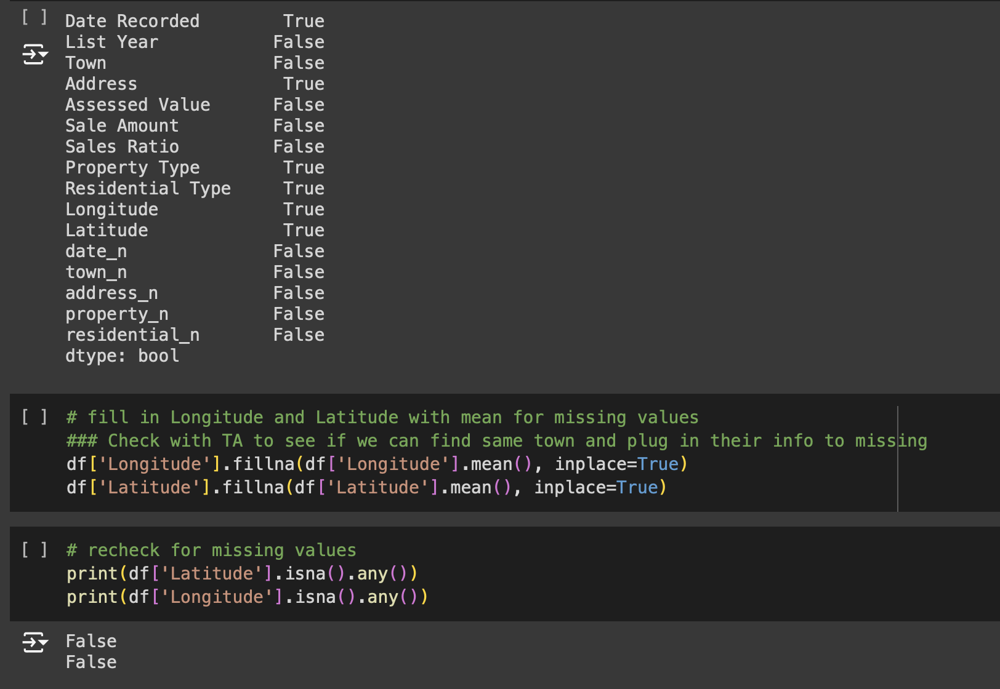 [ ] Date Recorded True
List Year False
Town False
Address True
Assessed Value False
Sale Amount False
Sales Ratio False
Property Type True
Residential Type True
Longitude True
Latitude True
date_n False
town_n False
address_n False
property_n False
residential_n False
dtype: bool
[ ] # fill in Longitude and Latitude with mean for missing values
### Check with TA to see if we can find same town and plug in their info to missing
df['Longitude'].fillna(df['Longitude'].mean(), inplace=True)
df['Latitude'].fillna(df['Latitude'].mean(), inplace=True)
[ ] # recheck for missing values
print(df['Latitude'].isna().any())
print(df['Longitude'].isna().any())
False
False